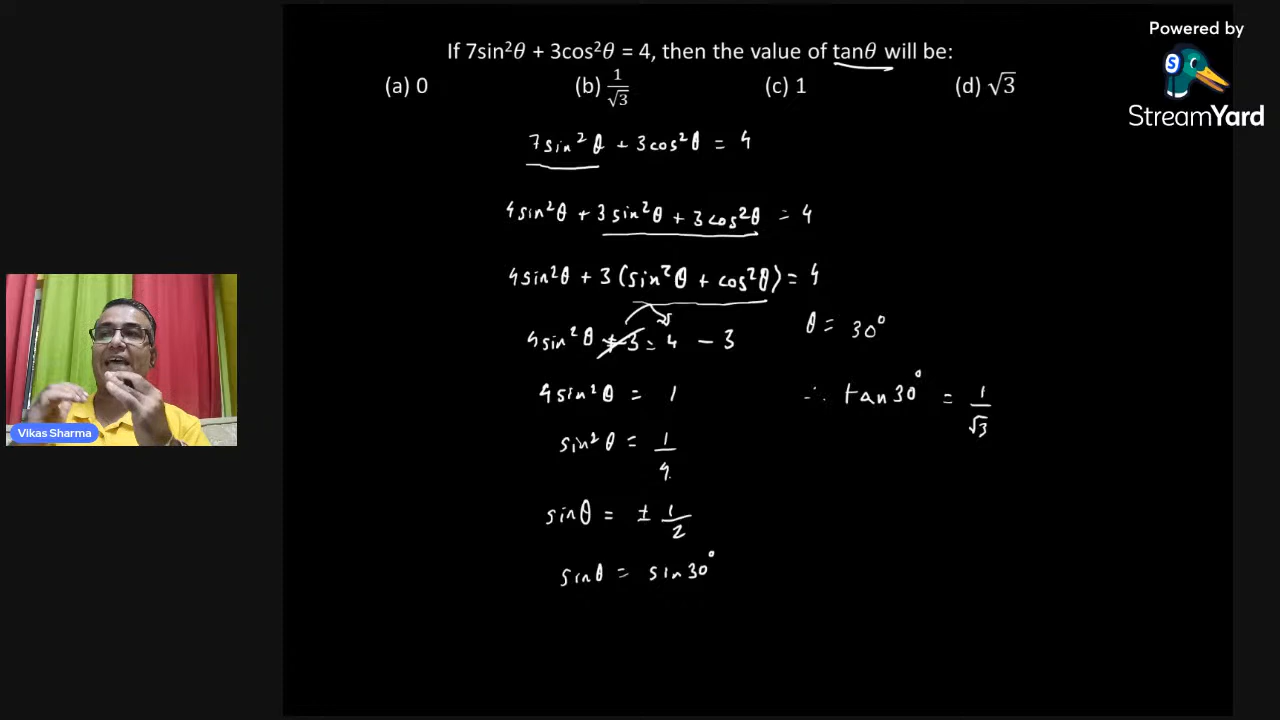 Powered by
StreamYard
If 7sin²θ + 3cos²θ = 4, then the value of tanθ will be:
(a) 0 (b) 1/√3 (c) 1 (d) √3
7sin²θ + 3cos²θ = 4
4sin²θ + 3sin²θ + 3cos²θ = 4
4sin²θ + 3(sin²θ + cos²θ) = 4
4sin²θ + 3 = 4 - 3
4sin²θ = 1
sin²θ = 1/4
sinθ = ± 1/2
sinθ = sin30°
θ = 30°
∴ tan30° = 1/√3
Vikas Sharma
S